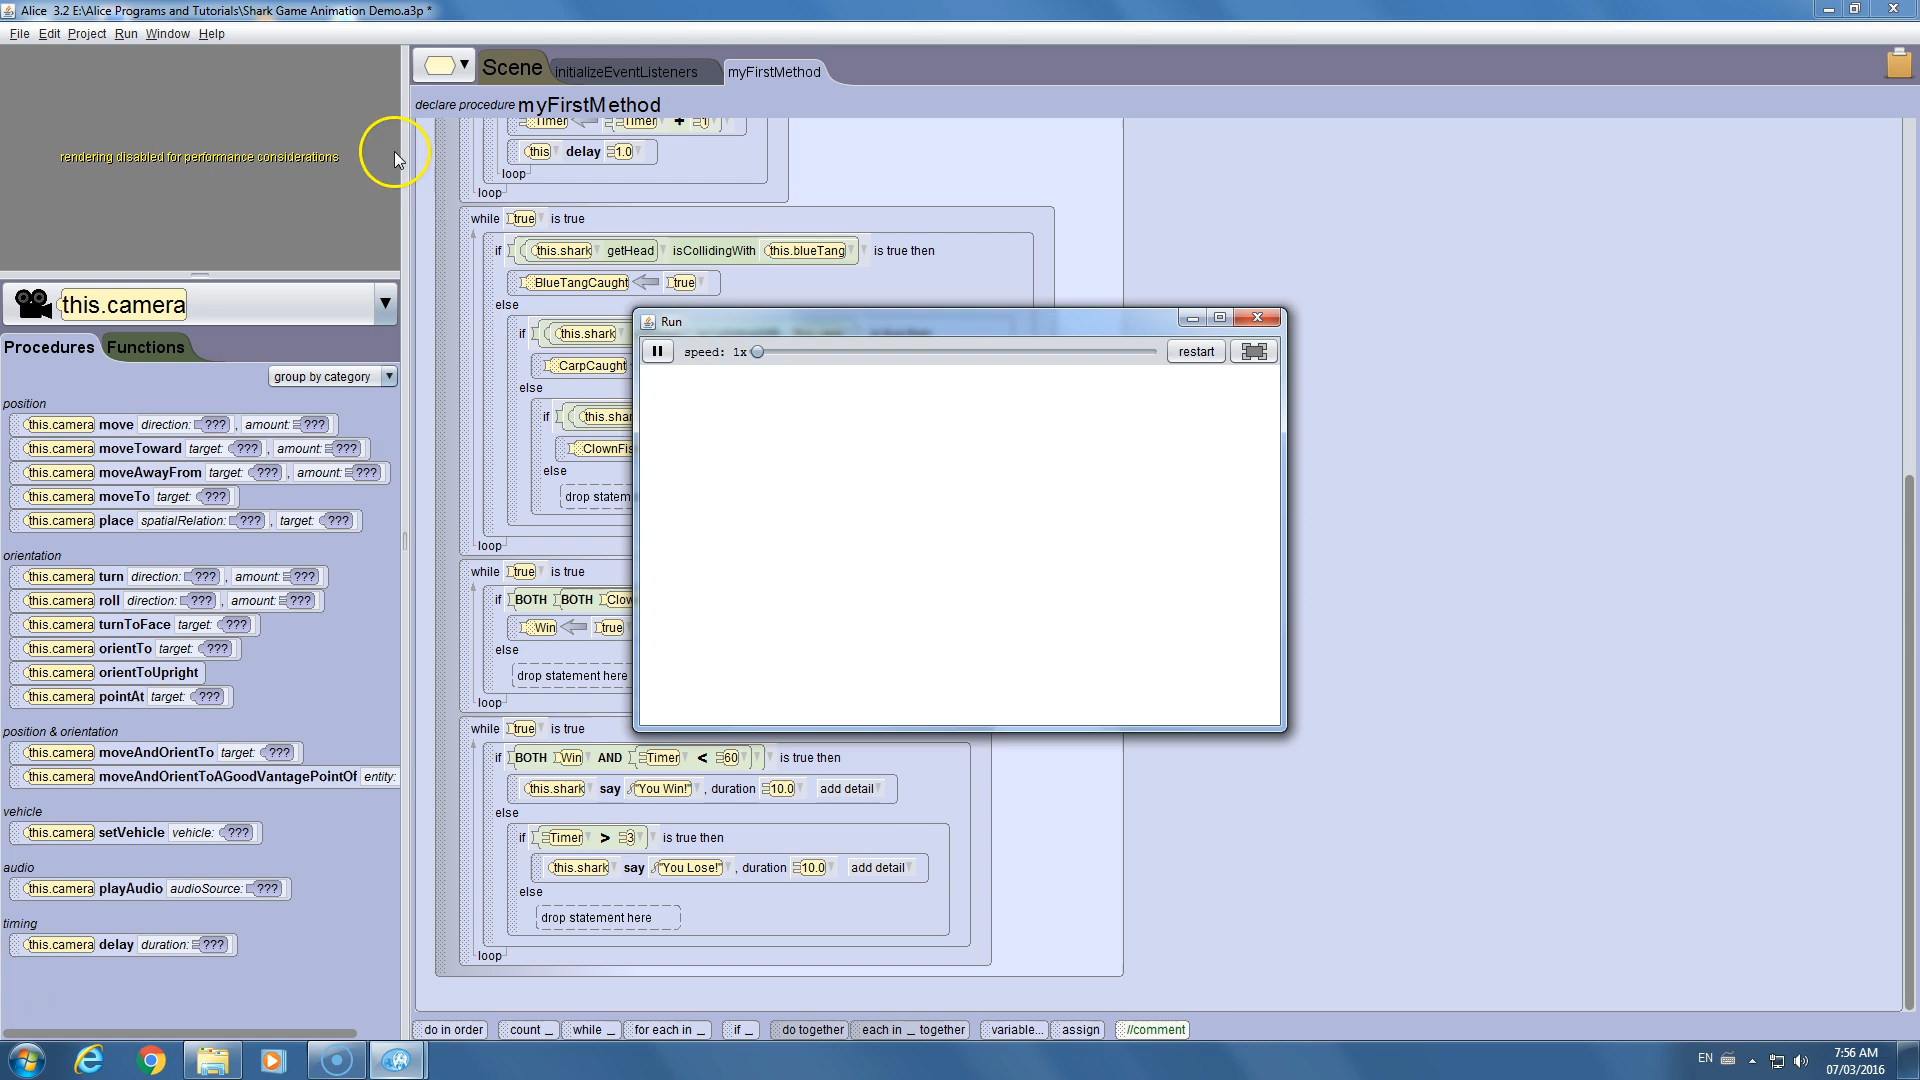 Alice 3.2 E:\Alice Programs and Tutorials\Shark Game Animation Demo.a3p *
File Edit Project Run Window Help
rendering disabled for performance considerations
this.camera
Procedures Functions
group by category
position
this.camera move direction: ??? , amount: ???
this.camera moveToward target: ??? , amount: ???
this.camera moveAwayFrom target: ??? , amount: ???
this.camera moveTo target: ???
this.camera place spatialRelation: ??? , target: ???
orientation
this.camera turn direction: ??? , amount: ???
this.camera roll direction: ??? , amount: ???
this.camera turnToFace target: ???
this.camera orientTo target: ???
this.camera orientToUpright
this.camera pointAt target: ???
position & orientation
this.camera moveAndOrientTo target: ???
this.camera moveAndOrientToAGoodVantagePointOf entity:
vehicle
this.camera setVehicle vehicle: ???
audio
this.camera playAudio audioSource: ???
timing
this.camera delay duration: ???
Scene initializeEventListeners myFirstMethod
declare procedure myFirstMethod
Timer Timer + 1
this delay 1.0
loop
loop
while true is true
if this.shark getHead isCollidingWith this.blueTang is true then
BlueTangCaught true
else
if this.shark
CarpCaught
else
if this.shar
ClownFis
else
drop statem
loop
while true is true
if BOTH BOTH Clow
Win true
else
drop statement here
loop
while true is true
if BOTH Win AND Timer < 60 is true then
this.shark say "You Win!" , duration 10.0 add detail
else
if Timer > 3 is true then
this.shark say "You Lose!" , duration 10.0 add detail
else
drop statement here
loop
Run
speed: 1x restart
do in order count _ while _ for each in _ if _ do together each in _ together variable... assign //comment
EN 7:56 AM
07/03/2016